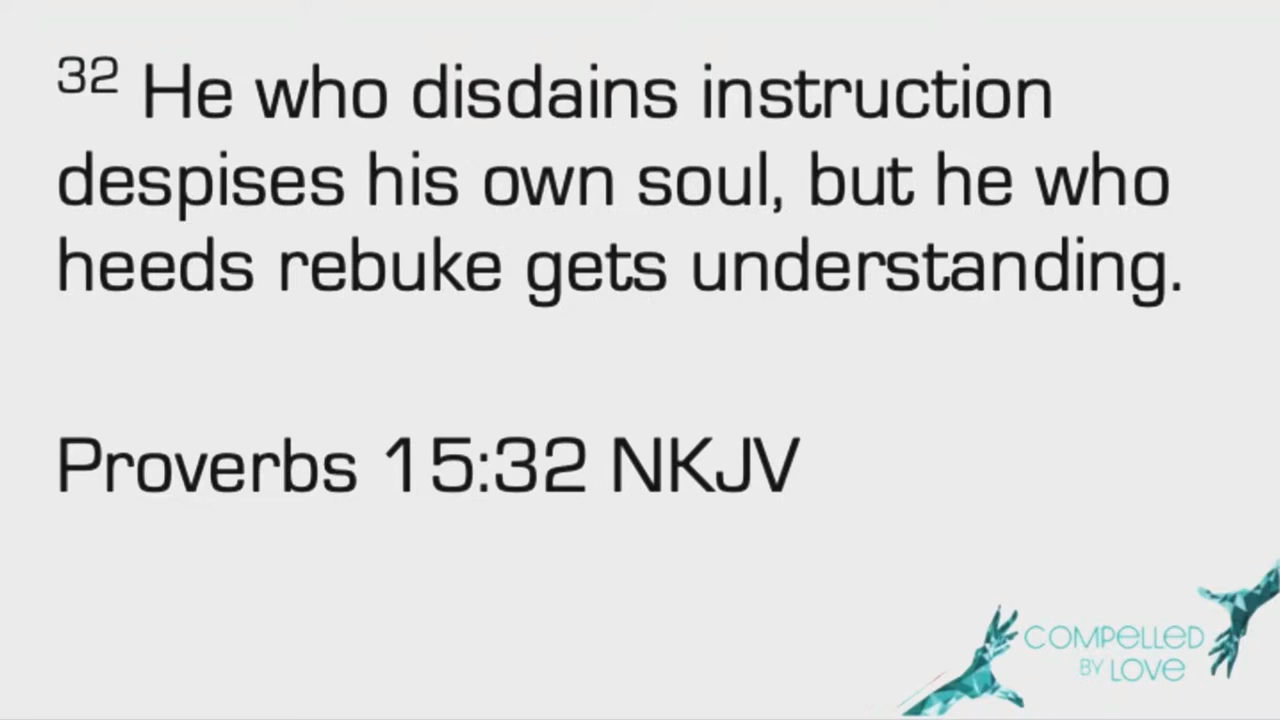 32 He who disdains instruction
despises his own soul, but he who
heeds rebuke gets understanding.
Proverbs 15:32 NKJV
COMPELLED
BY LOVE